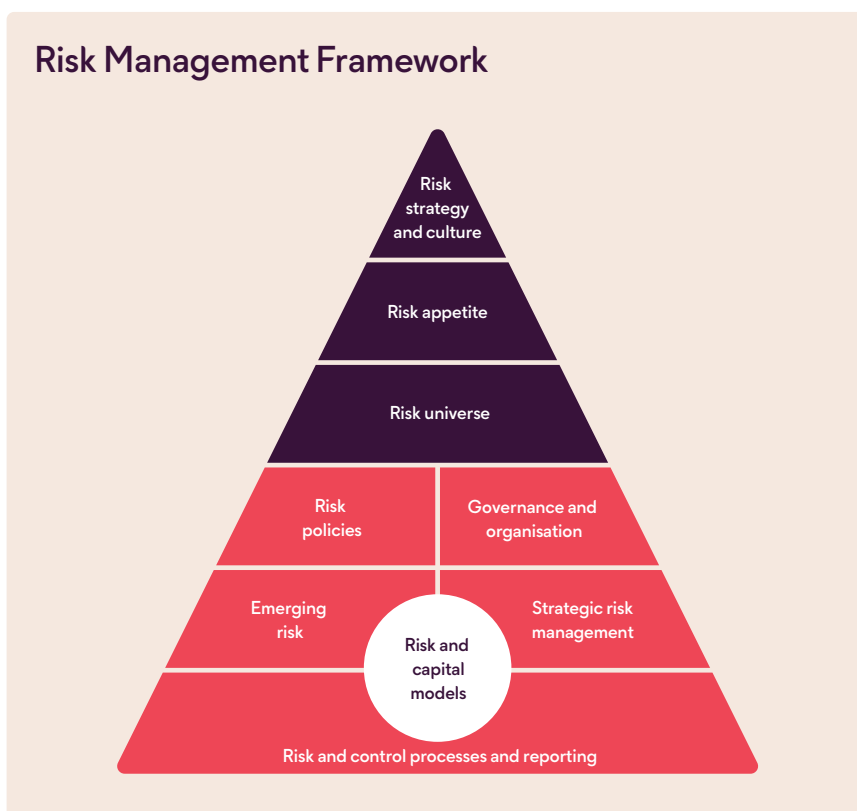 Risk Management Framework
Risk
strategy
and culture
Risk appetite
Risk universe
Risk
policies
Governance and
organisation
Emerging
risk
Strategic risk
management
Risk and
capital
models
Risk and control processes and reporting